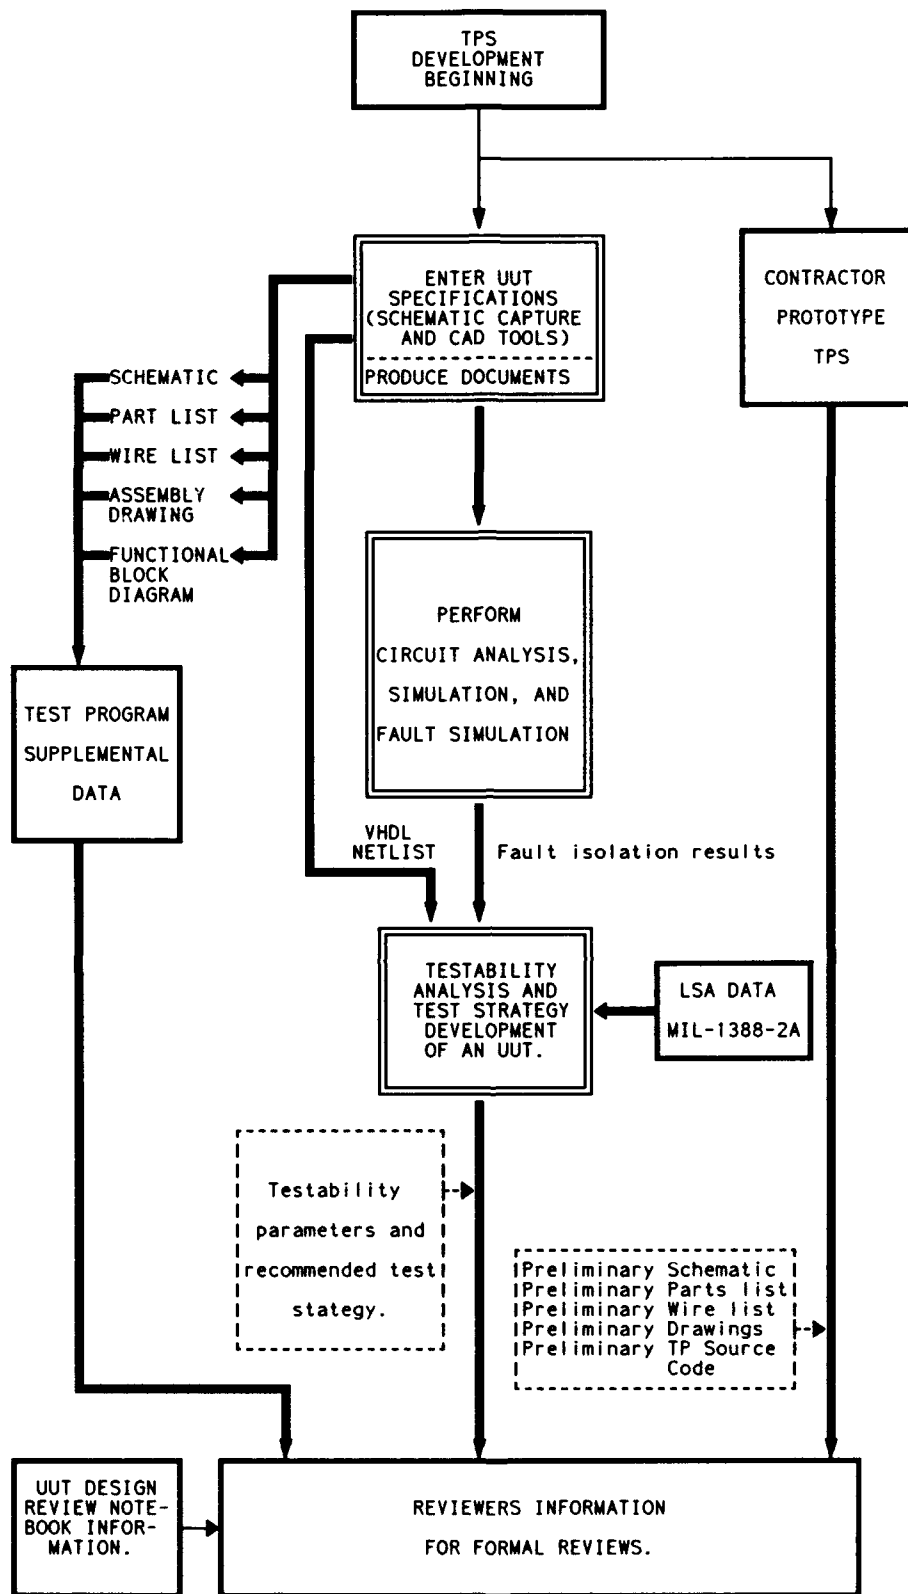 TPS
DEVELOPMENT
BEGINNING
ENTER UUT
SPECIFICATIONS
(SCHEMATIC CAPTURE
AND CAD TOOLS)
PRODUCE DOCUMENTS
CONTRACTOR
PROTOTYPE
TPS
SCHEMATIC
PART LIST
WIRE LIST
ASSEMBLY
DRAWING
FUNCTIONAL
BLOCK
DIAGRAM
PERFORM
CIRCUIT ANALYSIS,
SIMULATION, AND
FAULT SIMULATION
TEST PROGRAM
SUPPLEMENTAL
DATA
VHDL
NETLIST
Fault isolation results
TESTABILITY
ANALYSIS AND
TEST STRATEGY
DEVELOPMENT
OF AN UUT.
LSA DATA
MIL-1388-2A
Testability
parameters and
recommended test
stategy.
Preliminary Schematic
Preliminary Parts list
Preliminary Wire list
Preliminary Drawings
Preliminary TP Source
Code
UUT DESIGN
REVIEW NOTE-
BOOK INFOR-
MATION.
REVIEWERS INFORMATION
FOR FORMAL REVIEWS.